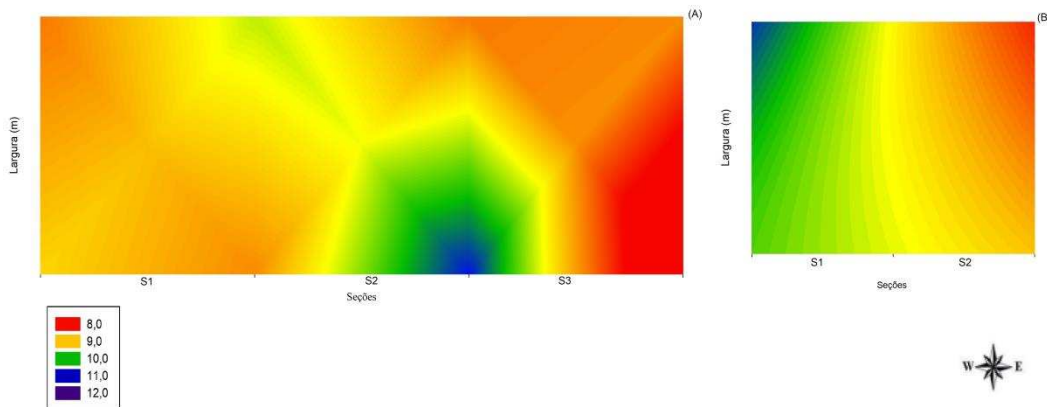 (A)
Largura (m)
S1 S2 S3
Seções
8,0
9,0
10,0
11,0
12,0
(B
Largura (m)
S1 S2
Seções
W E